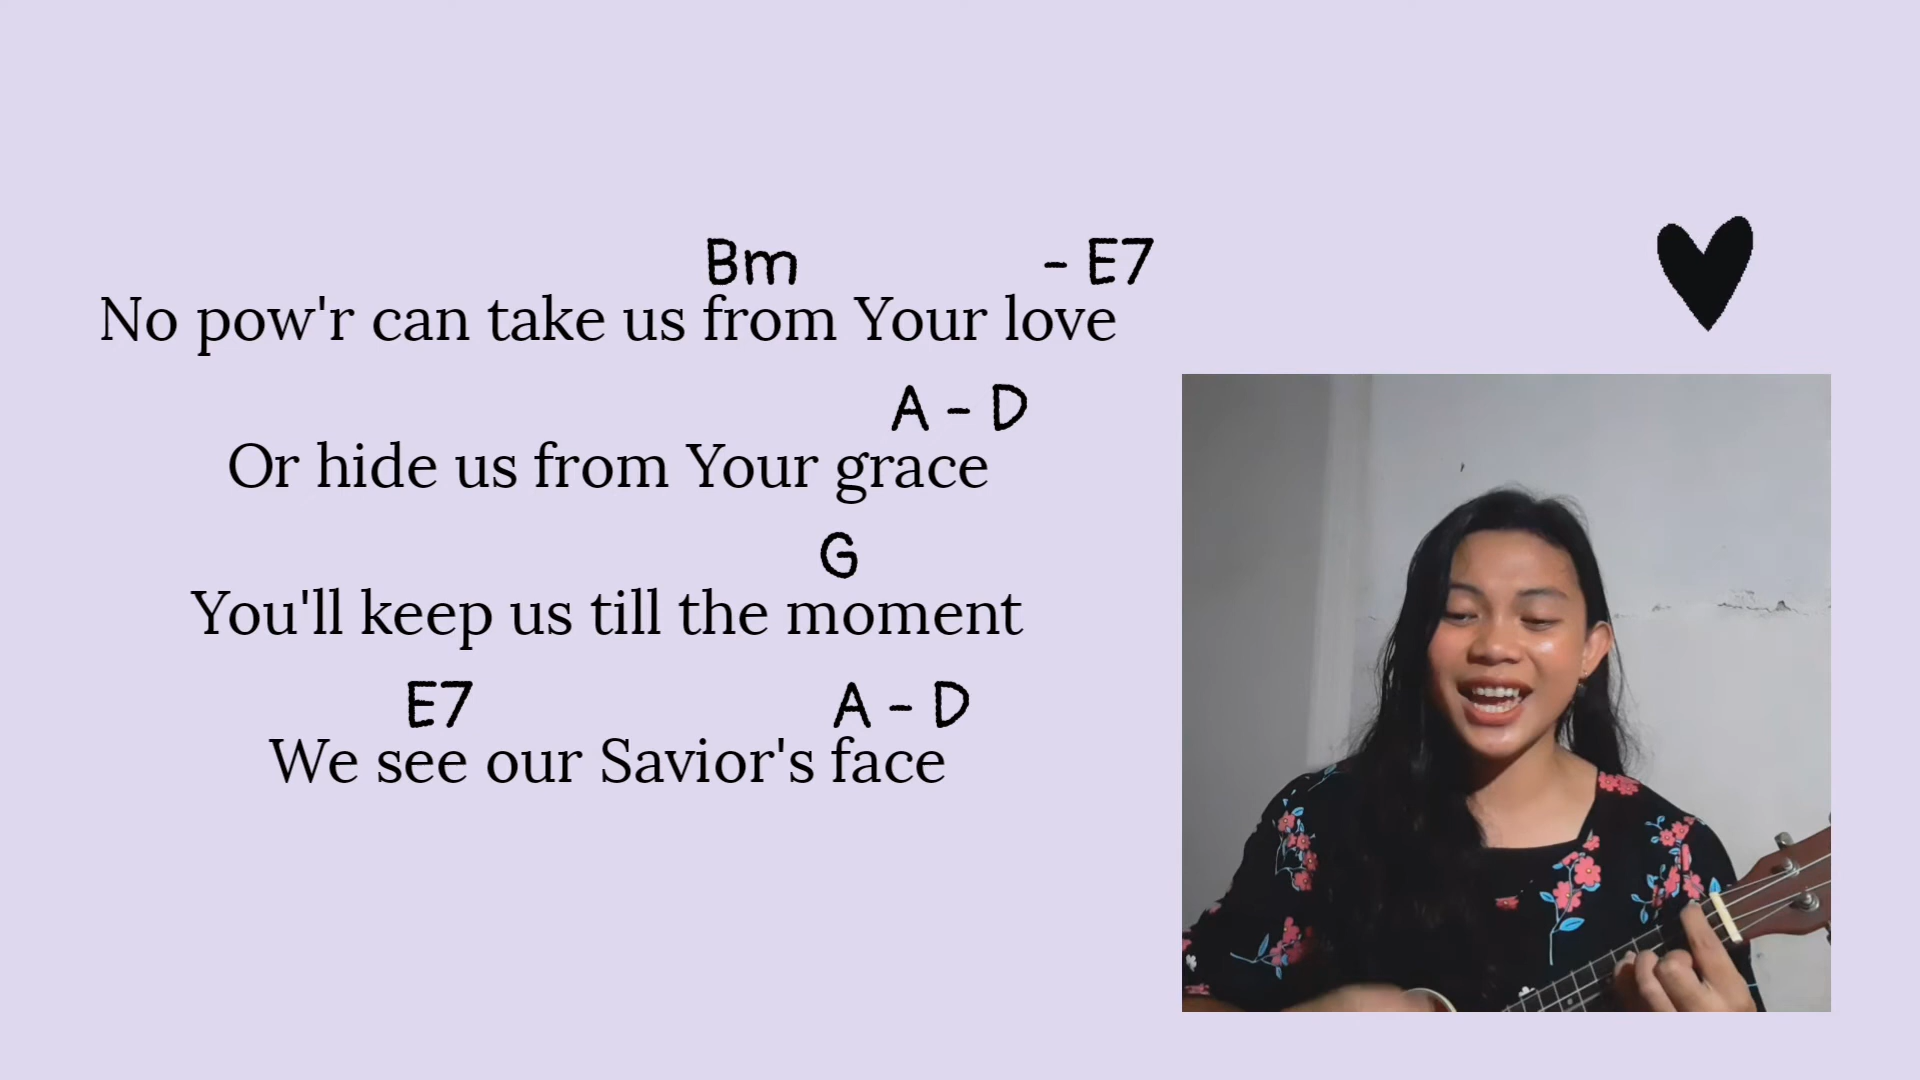 Bm - E7
No pow'r can take us from Your love
A - D
Or hide us from Your grace
G
You'll keep us till the moment
E7 A - D
We see our Savior's face